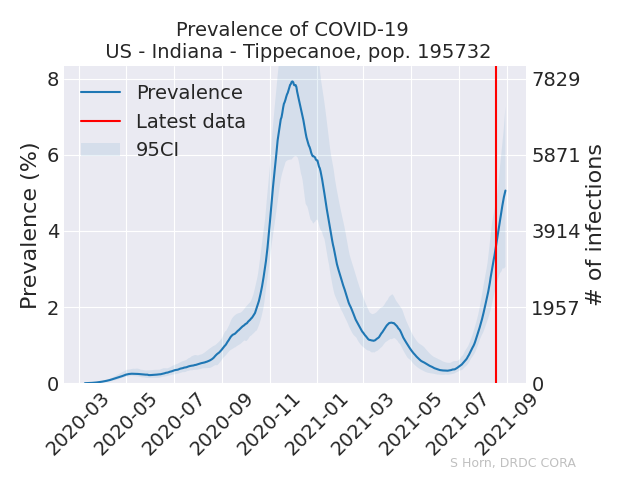 Prevalence of COVID-19
US - Indiana - Tippecanoe, pop. 195732
8
6
4
2
0
Prevalence (%)
Prevalence
Latest data
95CI
7829
5871
3914
1957
0
# of infections
2020-03
2020-05
2020-07
2020-09
2020-11
2021-01
2021-03
2021-05
2021-07
2021-09
S Horn, DRDC CORA